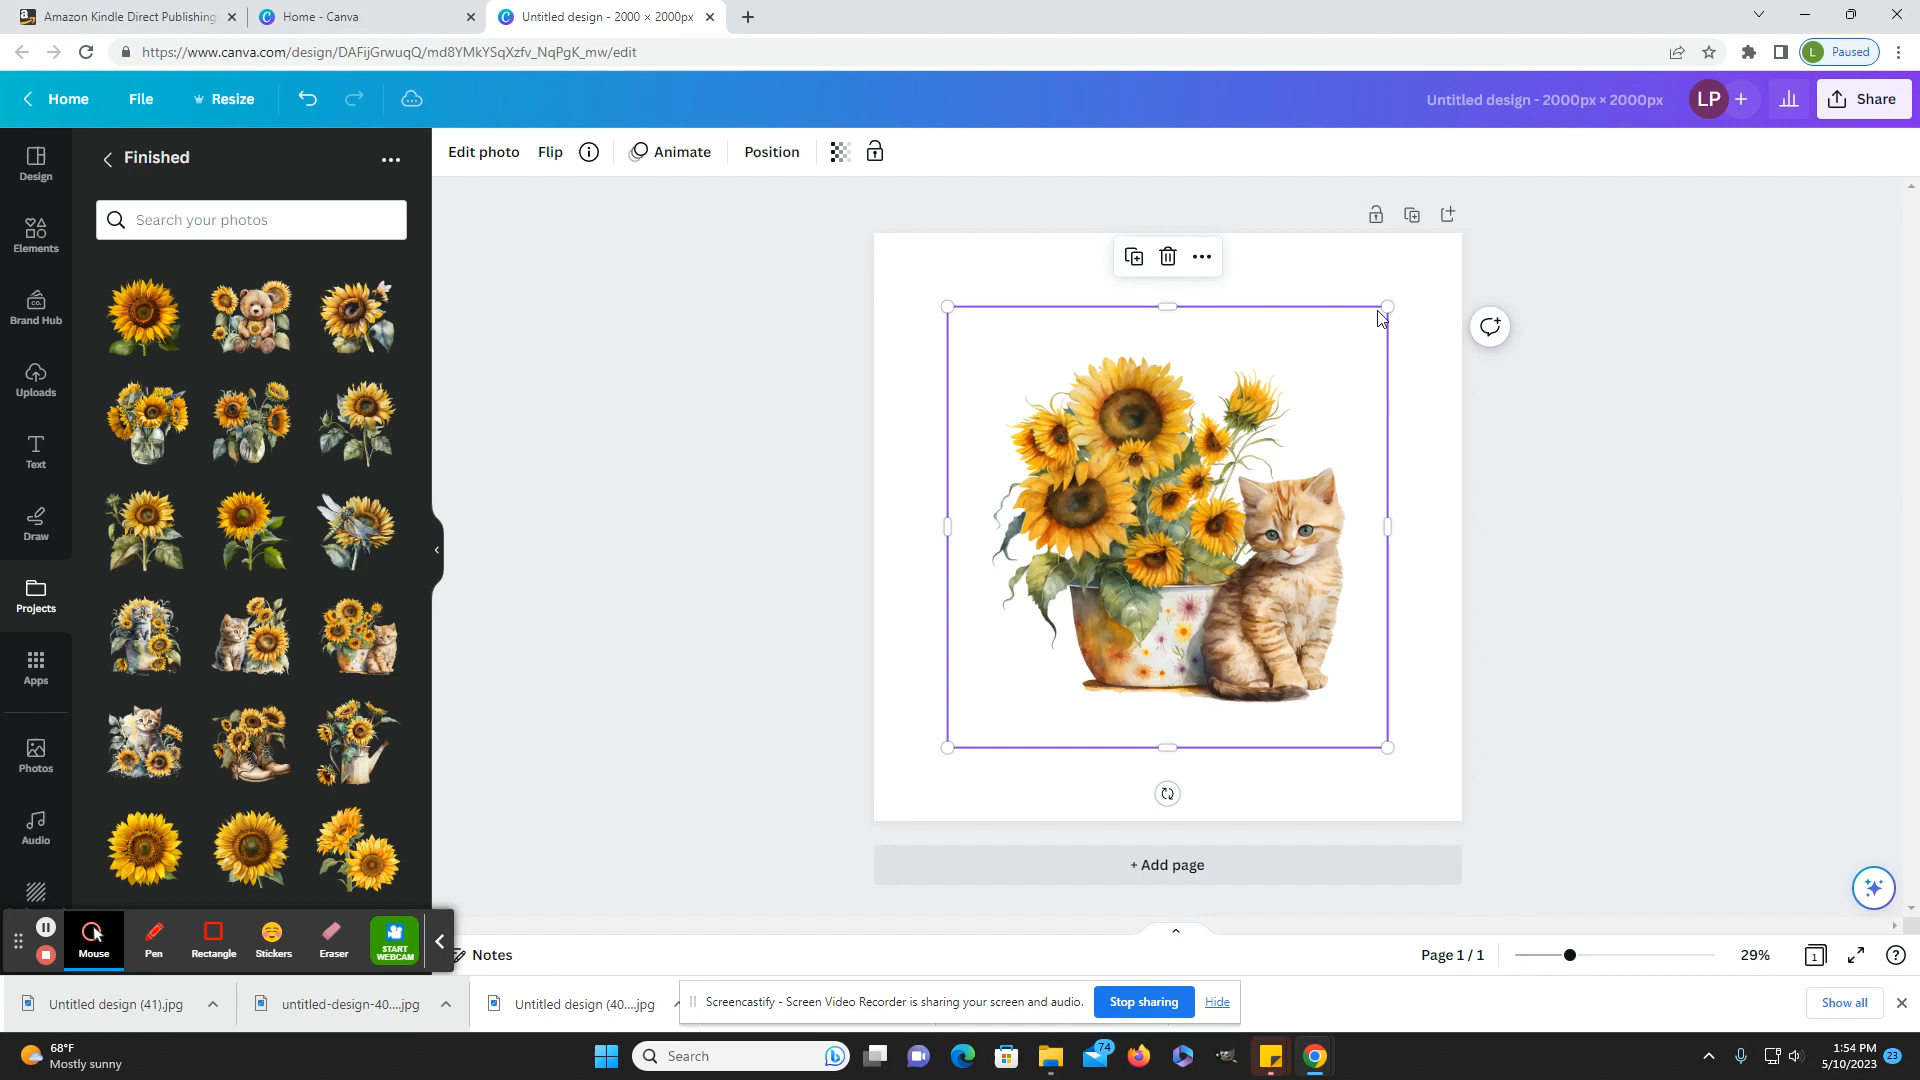 Amazon Kindle Direct Publishing
Home - Canva
Untitled design - 2000 × 2000px
https://www.canva.com/design/DAFijGrwuqQ/md8YMkYSqXzfv_NqPgK_mw/edit
L Paused
Home
File
Resize
Untitled design - 2000px × 2000px
LP
+
Share
Design
Elements
CO.
Brand Hub
Uploads
T
Text
Draw
Projects
Apps
Photos
Audio
Finished
Search your photos
Edit photo
Flip
Animate
Position
+ Add page
Mouse
Pen
Rectangle
Stickers
Eraser
START
WEBCAM
Notes
Page 1 / 1
29%
1
Untitled design (41).jpg
untitled-design-40....jpg
Untitled design (40....jpg
Screencastify - Screen Video Recorder is sharing your screen and audio.
Stop sharing
Hide
Show all
68°F
Mostly sunny
Search
74
1:54 PM
5/10/2023
23